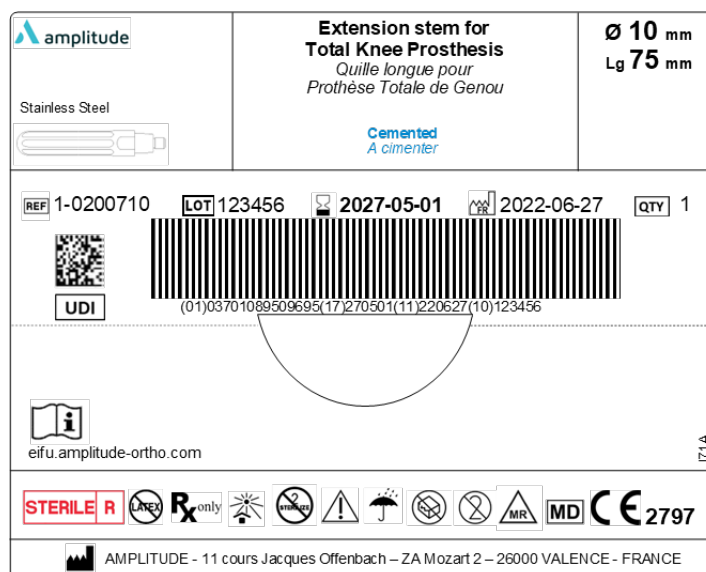 amplitude
Stainless Steel
Extension stem for
Total Knee Prosthesis
Quille longue pour
Prothèse Totale de Genou
Cemented
A cimenter
Ø 10 mm
Lg 75 mm
REF 1-0200710 LOT 123456 2027-05-01 FR 2022-06-27 QTY 1
UDI
(01)03701089509695(17)270501(11)220627(10)123456
eifu.amplitude-ortho.com
I71A
STERILE R LATEX Rx only 2 STERILIZE 2 MR MD CE 2797
AMPLITUDE - 11 cours Jacques Offenbach – ZA Mozart 2 – 26000 VALENCE - FRANCE